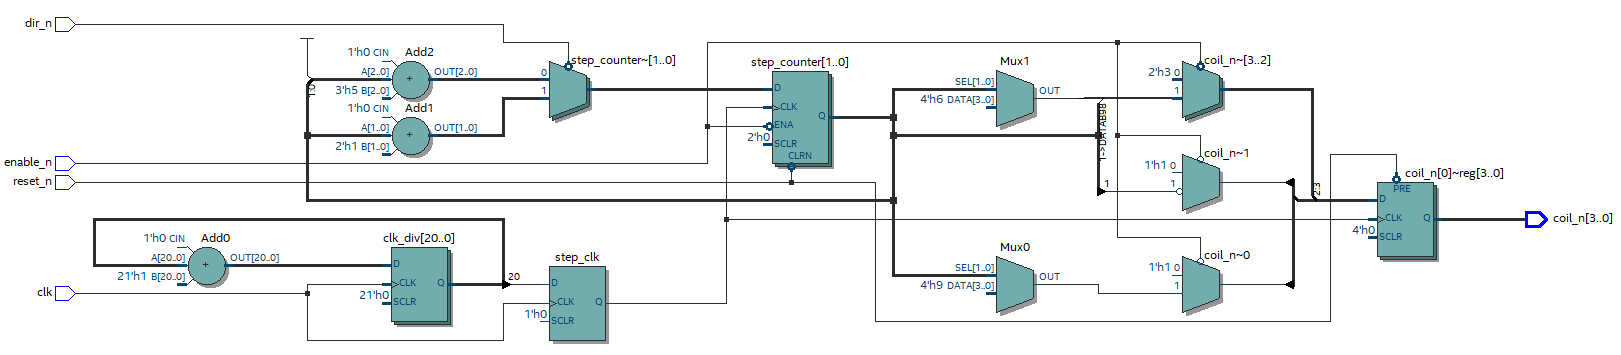 dir_n
enable_n
reset_n
clk
1'h0 CIN
Add2
A[2..0]
OUT[2..0]
3'h5 B[2..0]
1:0
1'h0 CIN
Add1
A[1..0]
OUT[1..0]
2'h1 B[1..0]
step_counter~[1..0]
0
1
step_counter[1..0]
D
CLK
Q
ENA
2'h0
SCLR
CLRN
1'h0 CIN
Add0
A[20..0]
OUT[20..0]
21'h1 B[20..0]
clk_div[20..0]
D
CLK
Q
21'h0
SCLR
20
step_clk
D
CLK
Q
1'h0
SCLR
Mux1
SEL[1..0]
OUT
4'h6 DATA[3..0]
1->DATAB98
1
Mux0
SEL[1..0]
OUT
4'h9 DATA[3..0]
coil_n~[3..2]
2'h3 0
1
coil_n~1
1'h1 0
1
coil_n~0
1'h1 0
1
2:3
coil_n[0]~reg[3..0]
PRE
D
CLK
Q
4'h0
SCLR
coil_n[3..0]